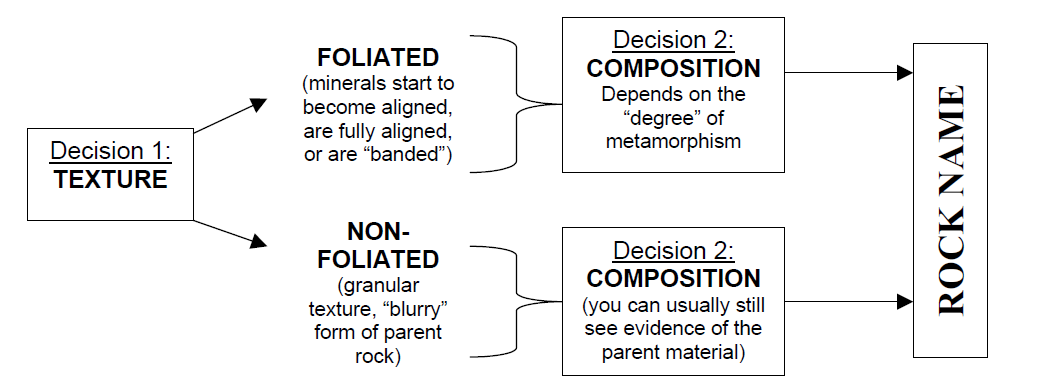 Decision 1:
TEXTURE
FOLIATED
(minerals start to
become aligned,
are fully aligned,
or are “banded”)
Decision 2:
COMPOSITION
Depends on the
“degree” of
metamorphism
NON-
FOLIATED
(granular
texture, “blurry”
form of parent
rock)
Decision 2:
COMPOSITION
(you can usually still
see evidence of the
parent material)
ROCK NAME